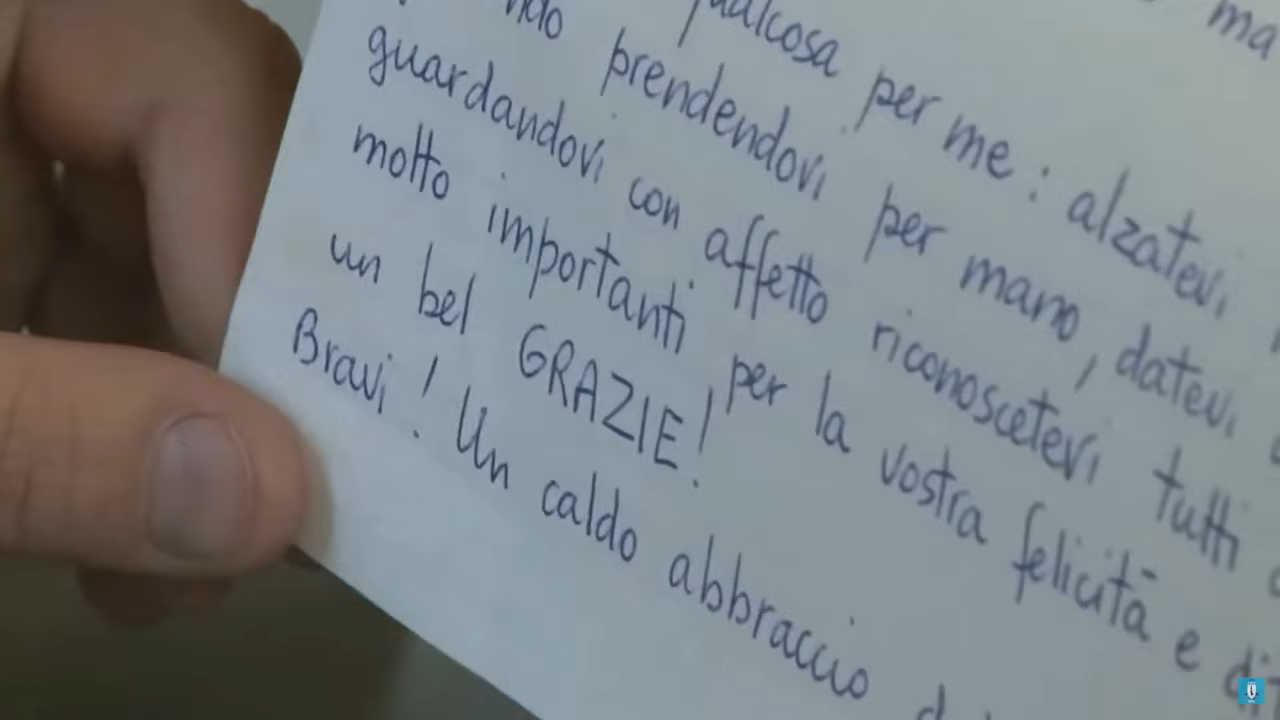 ma
qualcosa per me: alzatevi
prendendovi per mano, datevi
guardandovi con affetto riconoscetevi tutti
molto importanti per la vostra felicità e
un bel GRAZIE!
Bravi! Un caldo abbraccio